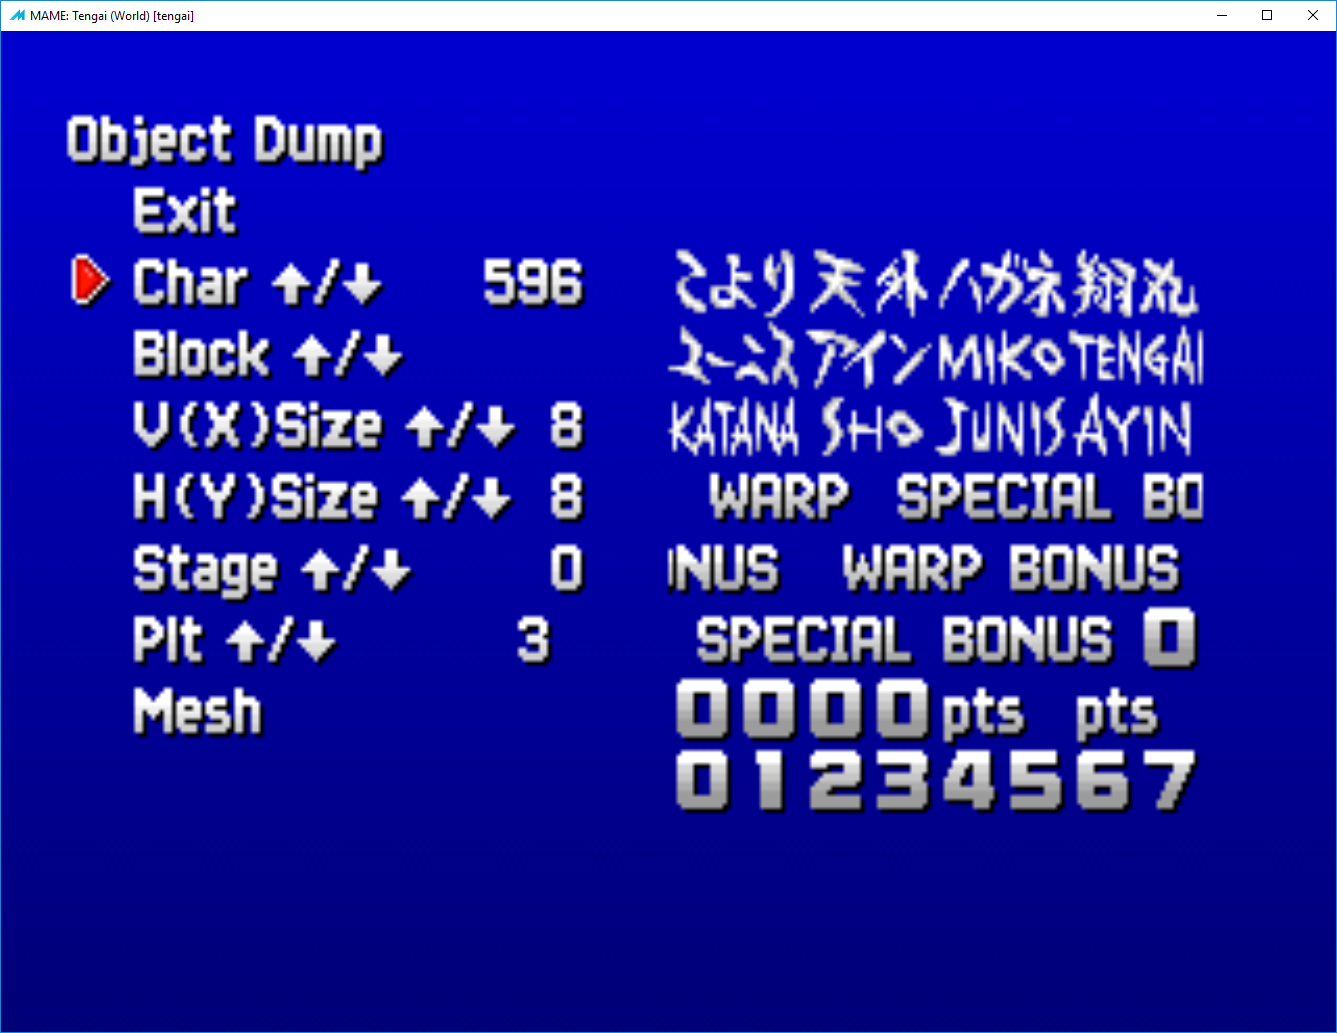 MAME: Tengai (World) [tengai]
Object Dump
Exit
Char ↑/↓ 596
Block ↑/↓
V(X)Size ↑/↓ 8
H(Y)Size ↑/↓ 8
Stage ↑/↓ 0
Plt ↑/↓ 3
Mesh
こより 天外 ハガネ 翔丸
ユーニス アイン MIKO TENGAI
KATANA SHO JUNIS AYIN
WARP SPECIAL BO
NUS WARP BONUS
SPECIAL BONUS 0
0000pts pts
01234567